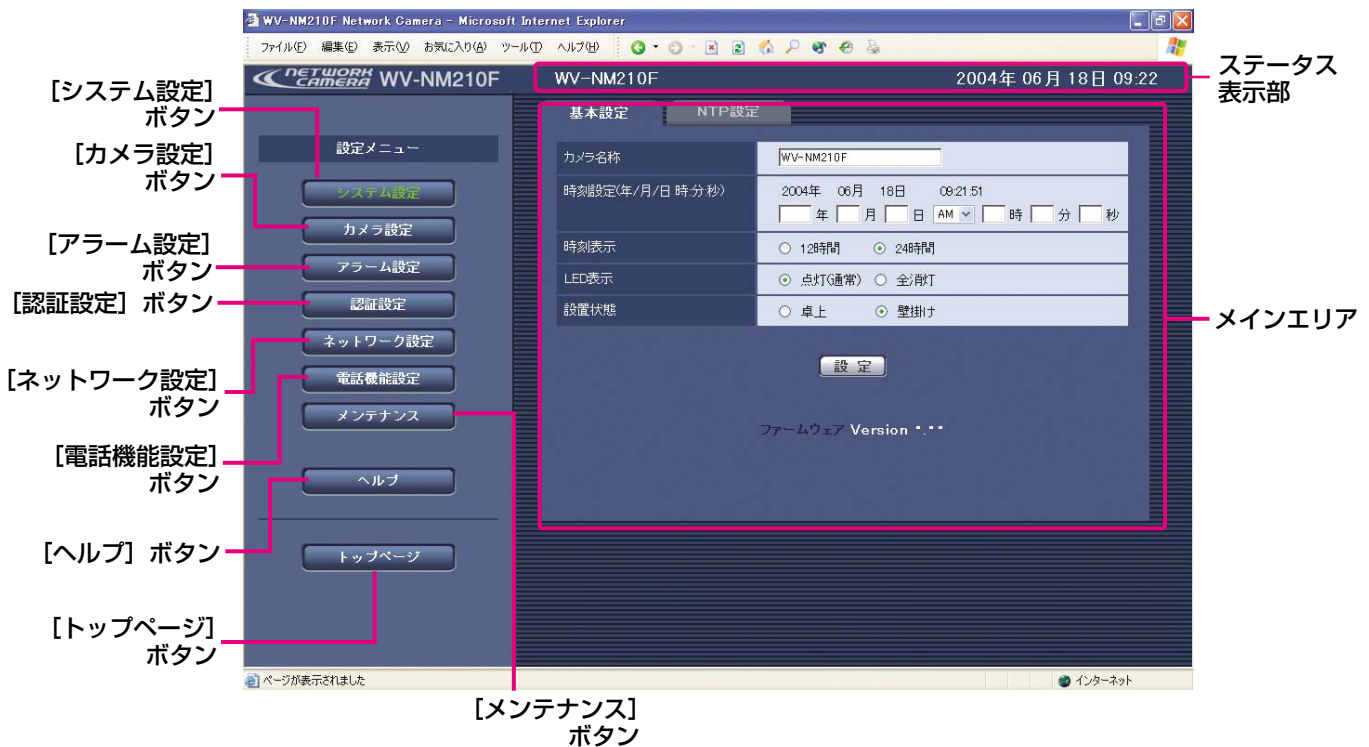 WV-NM210F Network Camera - Microsoft Internet Explorer
ファイル(F) 編集(E) 表示(V) お気に入り(A) ツール(T) ヘルプ(H)
NETWORK CAMERA WV-NM210F
WV-NM210F 2004年 06月 18日 09:22
ステータス
表示部
[システム設定]
ボタン
[カメラ設定]
ボタン
[アラーム設定]
ボタン
[認証設定] ボタン
[ネットワーク設定]
ボタン
[電話機能設定]
ボタン
[ヘルプ] ボタン
[トップページ]
ボタン
設定メニュー
システム設定
カメラ設定
アラーム設定
認証設定
ネットワーク設定
電話機能設定
メンテナンス
ヘルプ
トップページ
基本設定 NTP設定
カメラ名称 WV-NM210F
時刻設定(年/月/日 時:分:秒) 2004年 06月 18日 09:21:51
年 月 日 AM 時 分 秒
時刻表示 12時間 24時間
LED表示 点灯(通常) 全消灯
設置状態 卓上 壁掛け
設 定
ファームウェア Version *.**
メインエリア
ページが表示されました インターネット
[メンテナンス]
ボタン